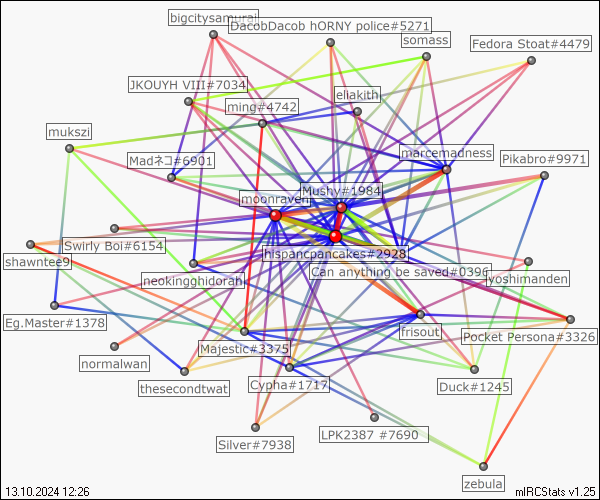 bigcitysamurai
DacobDacob hORNY police#5271
somass
Fedora Stoat#4479
JKOUYH VIII#7034
eliakith
ming#4742
mukszi
marcemadness
Madネコ#6901
Pikabro#9971
Mushy#1984
moonraven
Swirly Boi#6154
hispancpancakes#2928
shawntee9
Can anything be saved#0396
neokingghidorah
yoshimanden
Eg.Master#1378
frisout
Pocket Persona#3326
Majestic#3375
normalwan
thesecondtwat
Cypha#1717
Duck#1245
LPK2387 #7690
Silver#7938
zebula
13.10.2024 12:26
mIRCStats v1.25